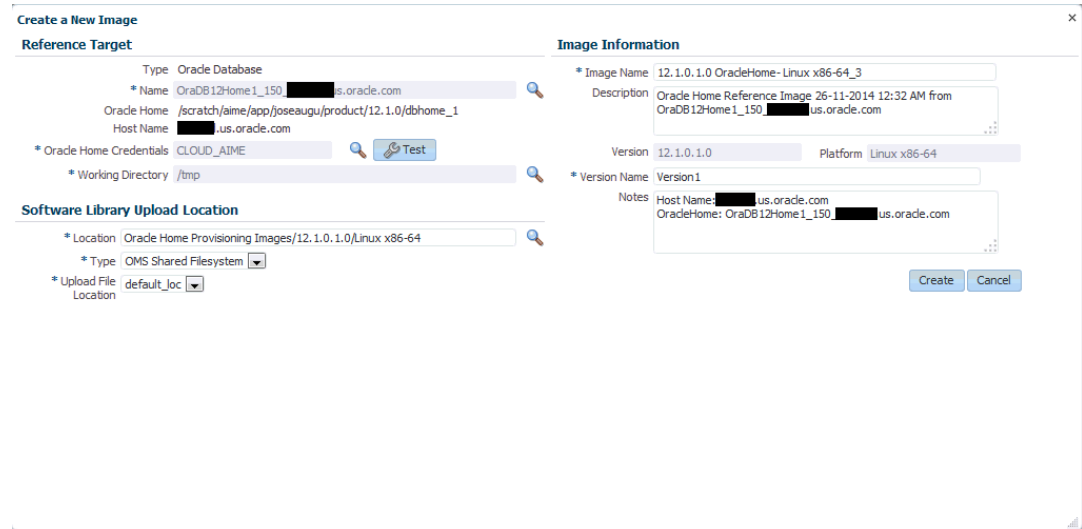 Create a New Image
Reference Target
Type Oracle Database
* Name OraDB12Home1_150_ us.oracle.com
Oracle Home /scratch/aime/app/joseaugu/product/12.1.0/dbhome_1
Host Name .us.oracle.com
* Oracle Home Credentials CLOUD_AIME Test
* Working Directory /tmp
Software Library Upload Location
* Location Oracle Home Provisioning Images/12.1.0.1.0/Linux x86-64
* Type OMS Shared Filesystem
* Upload File Location default_loc
Image Information
* Image Name 12.1.0.1.0 OracleHome- Linux x86-64_3
Description Oracle Home Reference Image 26-11-2014 12:32 AM from
OraDB12Home1_150_ us.oracle.com
Version 12.1.0.1.0 Platform Linux x86-64
* Version Name Version1
Notes Host Name: .us.oracle.com
OracleHome: OraDB12Home1_150_ us.oracle.com
Create Cancel